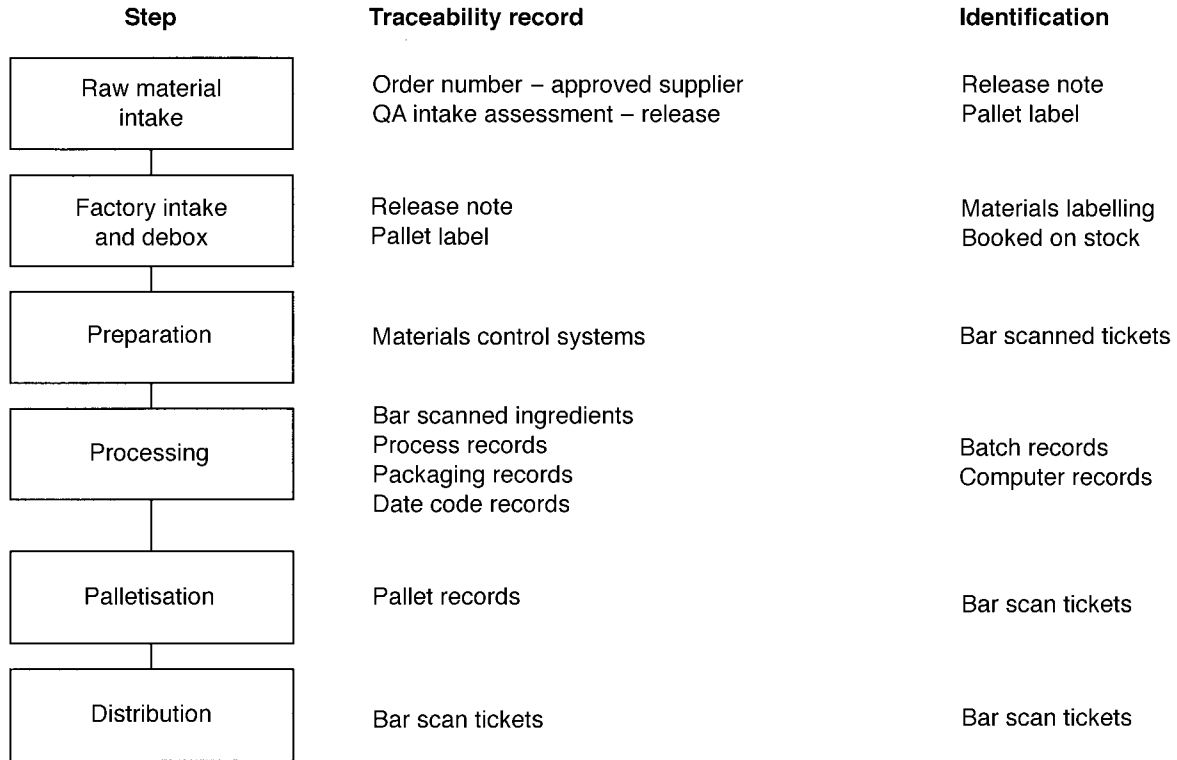 Step Traceability record Identification
Raw material
intake
Order number – approved supplier
QA intake assessment – release
Release note
Pallet label
Factory intake
and debox
Release note
Pallet label
Materials labelling
Booked on stock
Preparation
Materials control systems
Bar scanned tickets
Processing
Bar scanned ingredients
Process records
Packaging records
Date code records
Batch records
Computer records
Palletisation
Pallet records
Bar scan tickets
Distribution
Bar scan tickets
Bar scan tickets